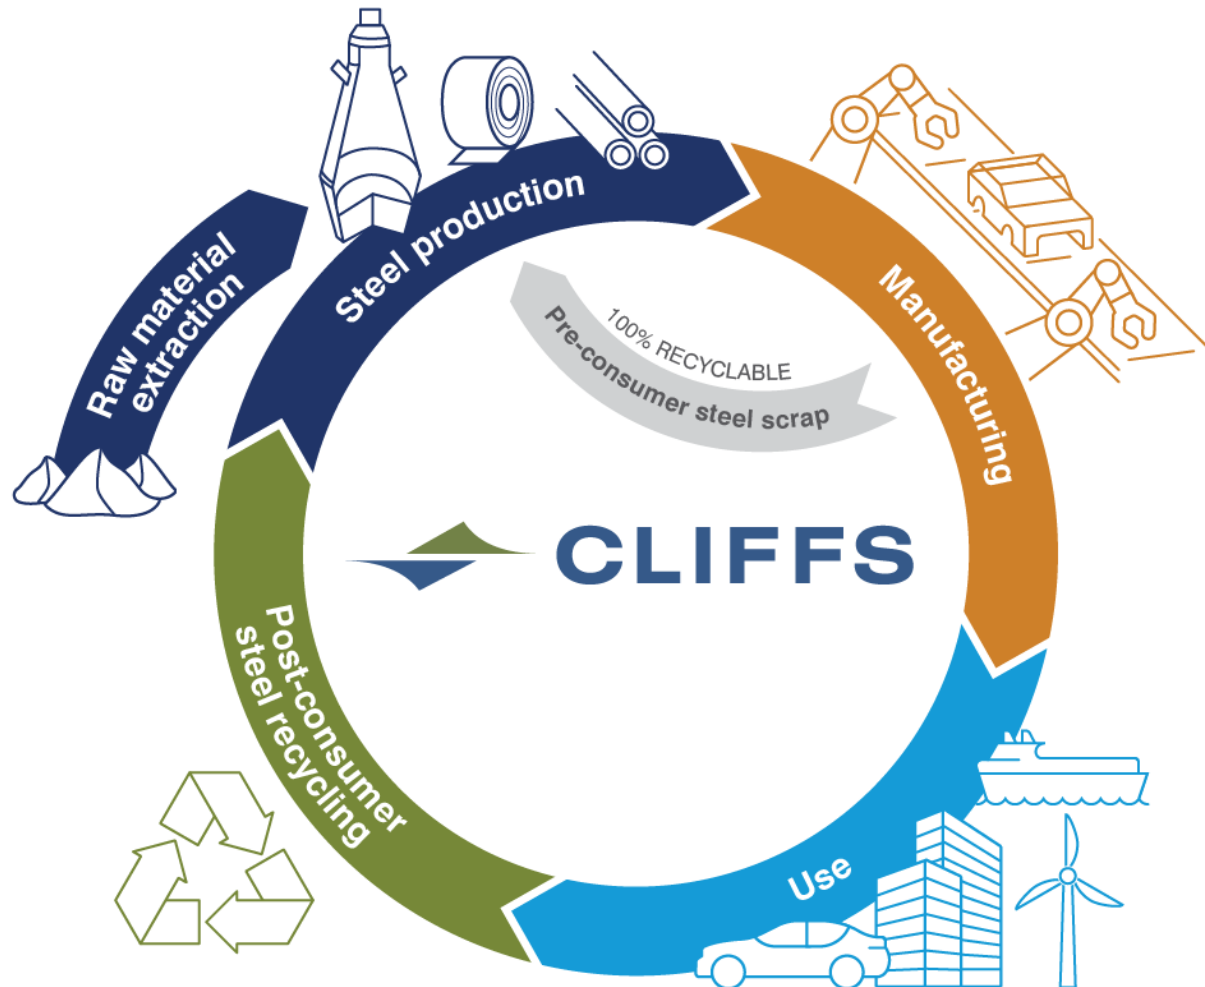 Raw material
extraction
Steel production
Manufacturing
100% RECYCLABLE
Pre-consumer steel scrap
CLIFFS
Use
Post-consumer
steel recycling